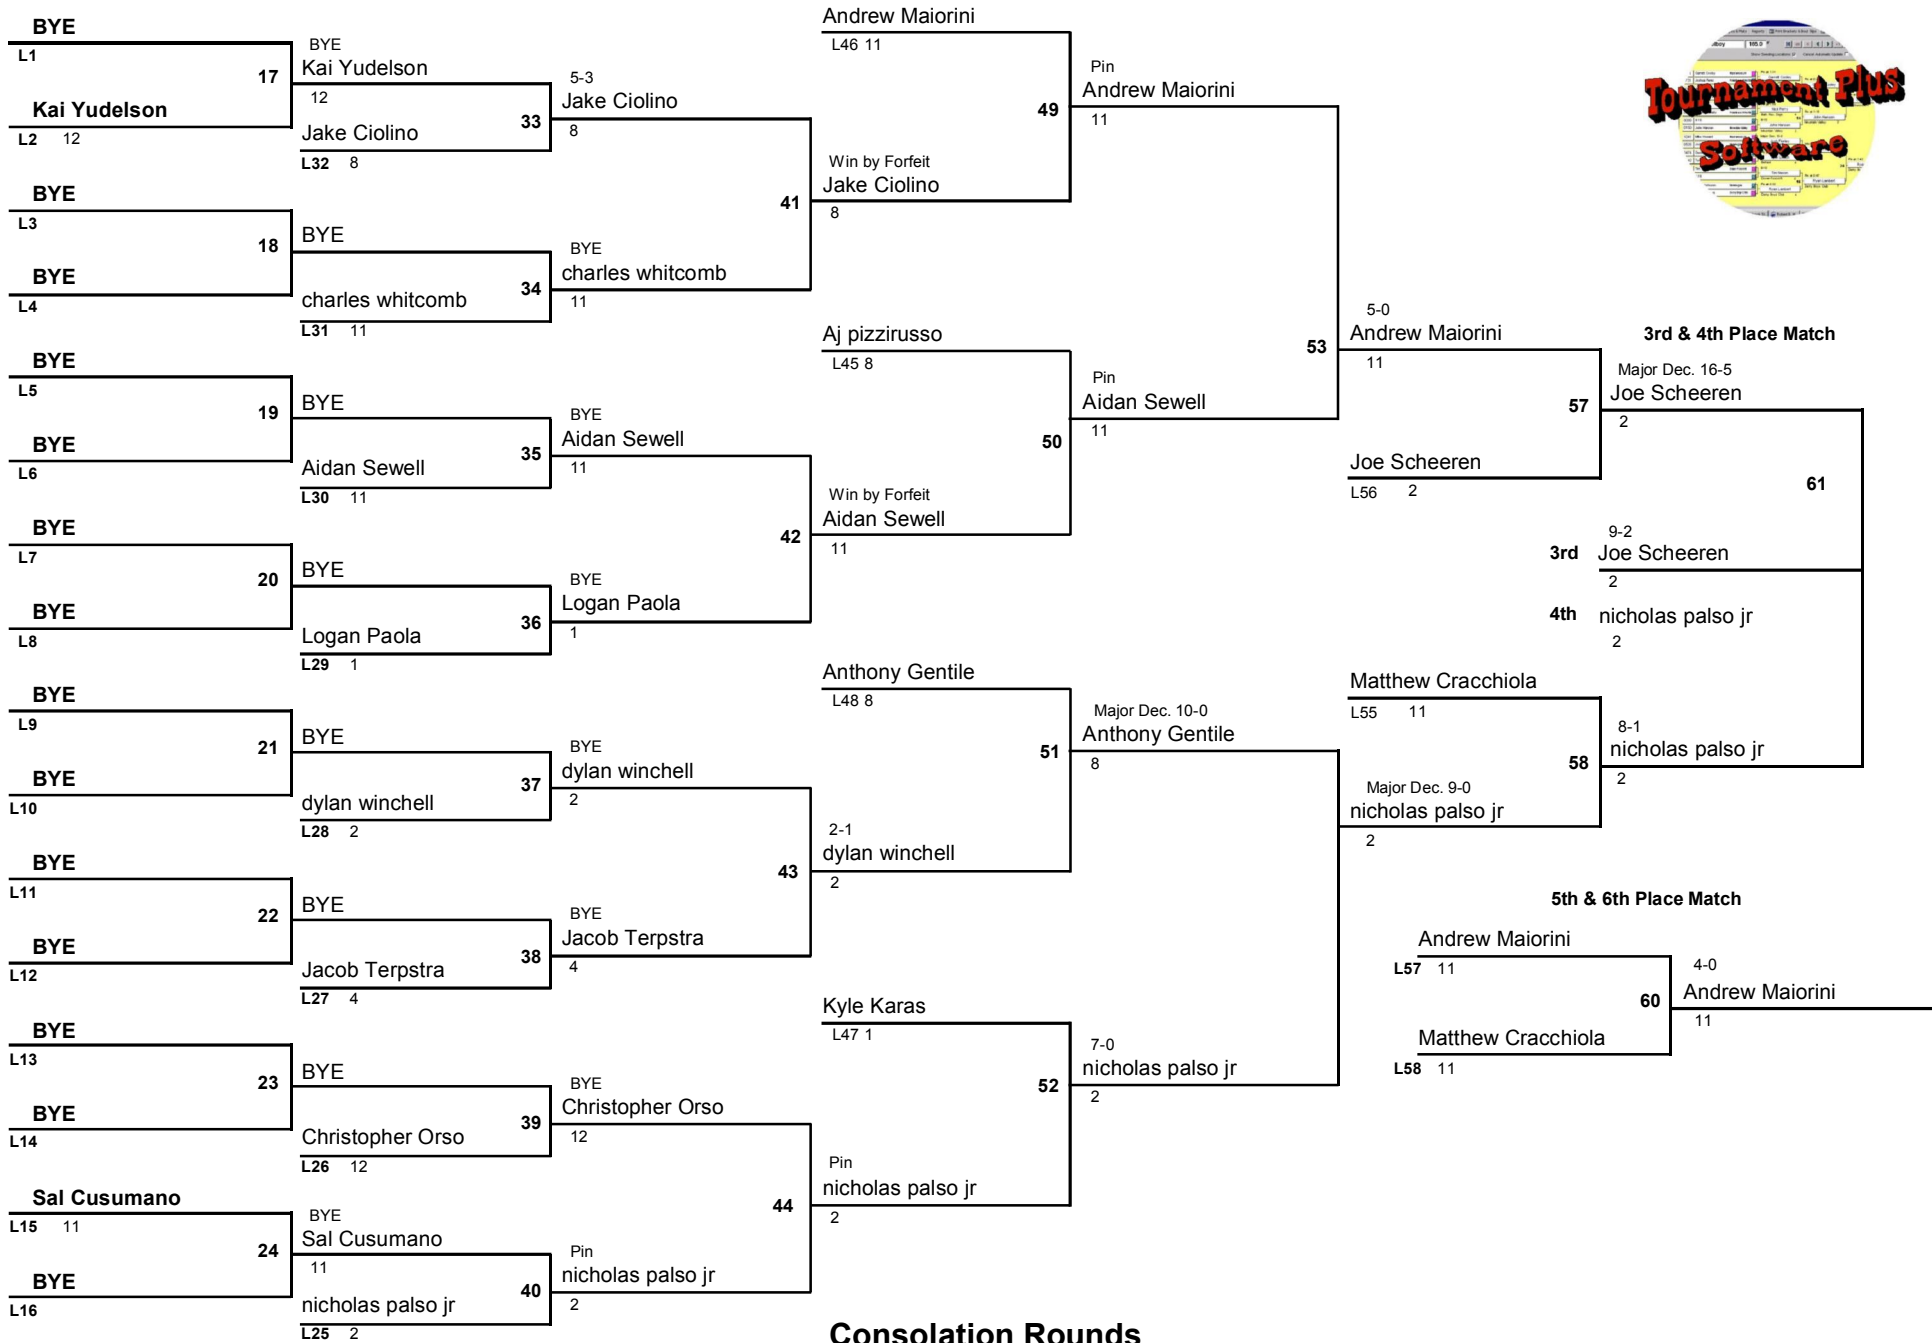 BYE
L1
17
Kai Yudelson
L2 12
BYE
L3
18
BYE
L4
BYE
L5
19
BYE
L6
BYE
L7
20
BYE
L8
BYE
L9
21
BYE
L10
BYE
L11
22
BYE
L12
BYE
L13
23
BYE
L14
Sal Cusumano
L15 11
24
BYE
L16
BYE
Kai Yudelson
12
Jake Ciolino
L32 8
33
BYE
charles whitcomb
L31 11
34
BYE
Aidan Sewell
L30 11
35
BYE
Logan Paola
L29 1
36
BYE
dylan winchell
L28 2
37
BYE
Jacob Terpstra
L27 4
38
BYE
Christopher Orso
L26 12
39
BYE
Sal Cusumano
11
nicholas palso jr
L25 2
40
5-3
Jake Ciolino
8
41
BYE
charles whitcomb
11
BYE
Aidan Sewell
11
42
BYE
Logan Paola
1
BYE
dylan winchell
2
43
BYE
Jacob Terpstra
4
BYE
Christopher Orso
12
44
Pin
nicholas palso jr
2
Andrew Maiorini
L46 11
49
Win by Forfeit
Jake Ciolino
8
Aj pizzirusso
L45 8
50
Win by Forfeit
Aidan Sewell
11
Anthony Gentile
L48 8
51
2-1
dylan winchell
2
Kyle Karas
L47 1
52
Pin
nicholas palso jr
2
Pin
Andrew Maiorini
11
53
Pin
Aidan Sewell
11
Major Dec. 10-0
Anthony Gentile
8
7-0
nicholas palso jr
2
5-0
Andrew Maiorini
11
57
Joe Scheeren
L56 2
Matthew Cracchiola
L55 11
58
Major Dec. 9-0
nicholas palso jr
2
3rd & 4th Place Match
Major Dec. 16-5
Joe Scheeren
2
61
9-2
3rd Joe Scheeren
2
4th nicholas palso jr
2
8-1
nicholas palso jr
2
5th & 6th Place Match
Andrew Maiorini
L57 11
60
Matthew Cracchiola
L58 11
4-0
Andrew Maiorini
11
Tournament Plus
Software
Consolation Rounds